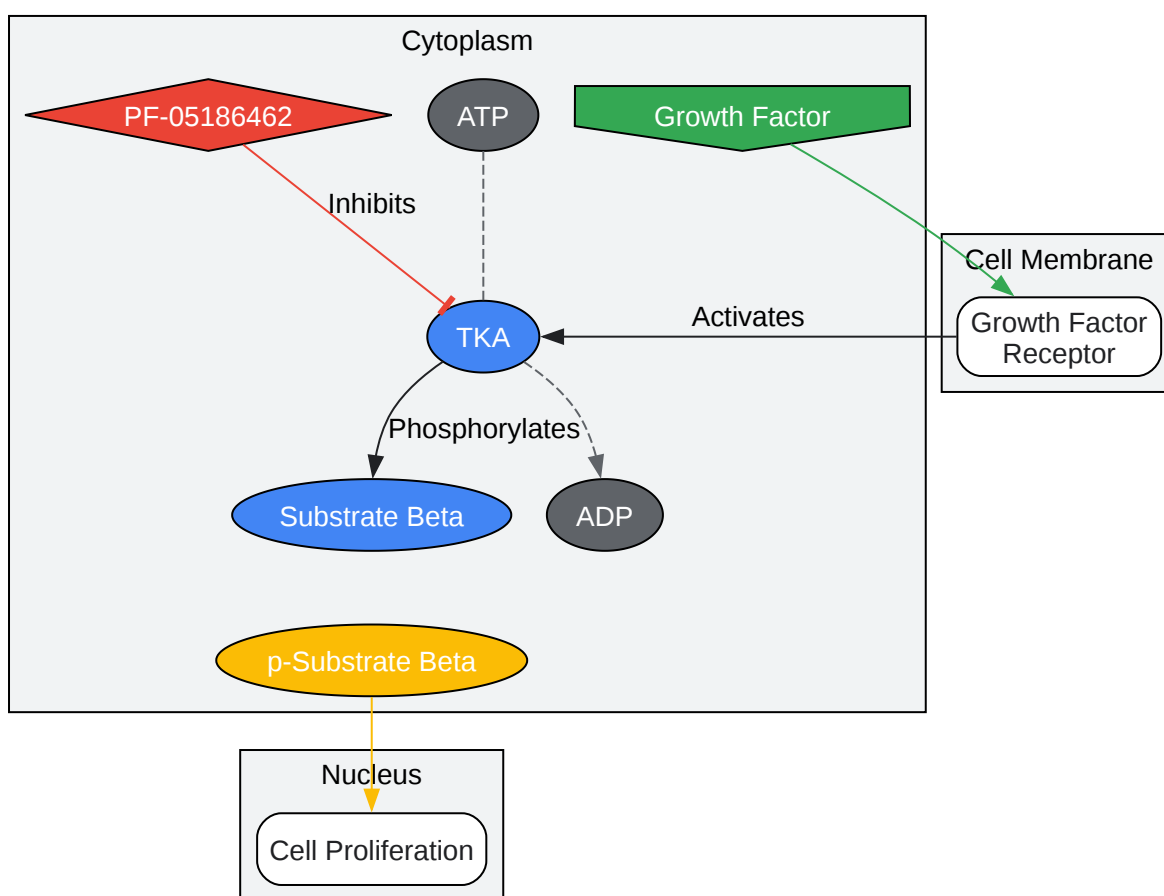 Cytoplasm
PF-05186462
ATP
Growth Factor
Inhibits
Cell Membrane
Growth Factor
Receptor
Activates
TKA
Phosphorylates
Substrate Beta
ADP
p-Substrate Beta
Nucleus
Cell Proliferation